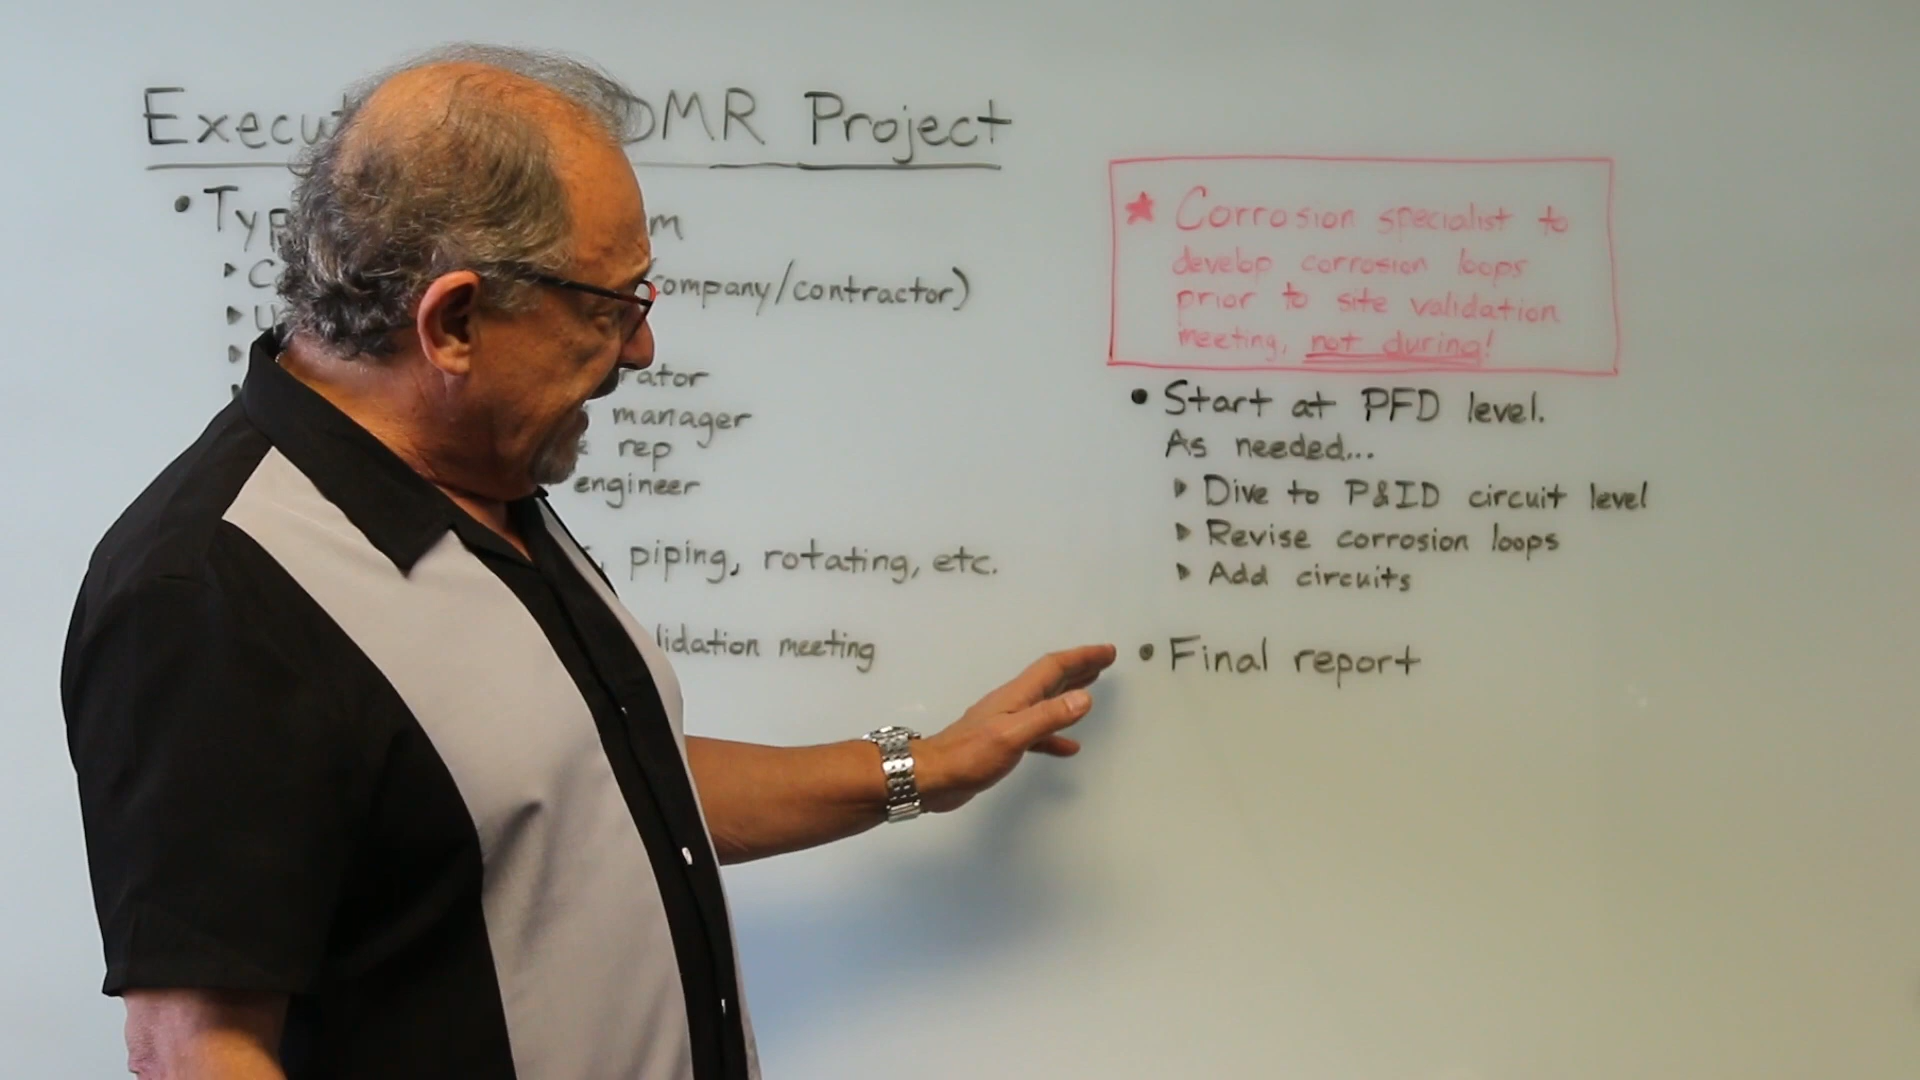 Execut DMR Project
• Typ m
▸ C (company/contractor)
▸ U
rator
manager
rep
engineer
, piping, rotating, etc.
lidation meeting
★ Corrosion specialist to
develop corrosion loops
prior to site validation
meeting, not during!
• Start at PFD level.
As needed...
▸ Dive to P&ID circuit level
▸ Revise corrosion loops
▸ Add circuits
• Final report